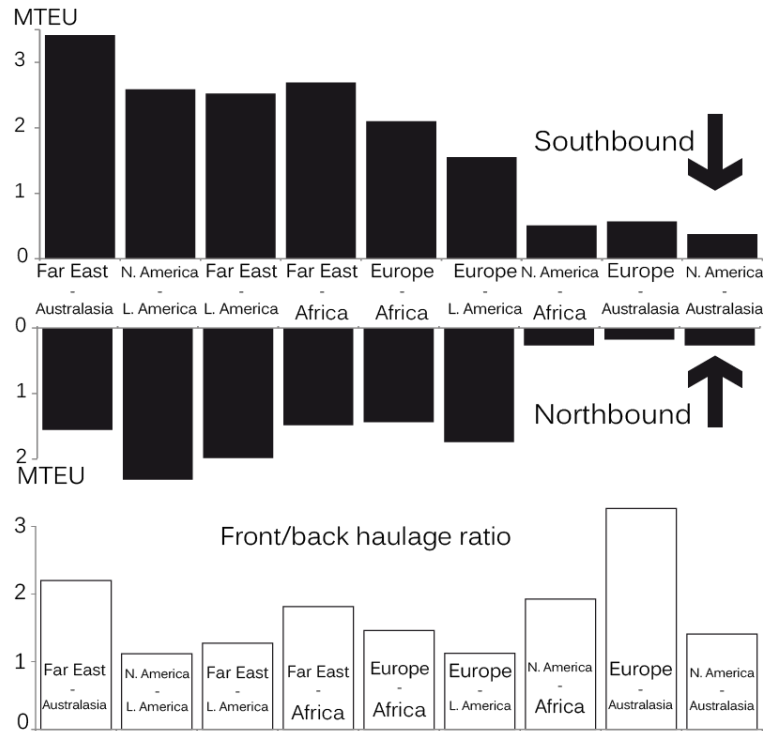 MTEU
3
2
1
0
Southbound
Far East
-
Australasia
N. America
-
L. America
Far East
-
L. America
Far East
-
Africa
Europe
-
Africa
Europe
-
L. America
N. America
-
Africa
Europe
-
Australasia
N. America
-
Australasia
0
1
2
MTEU
Northbound
Front/back haulage ratio
3
2
1
0
Far East
-
Australasia
N. America
-
L. America
Far East
-
L. America
Far East
-
Africa
Europe
-
Africa
Europe
-
L. America
N. America
-
Africa
Europe
-
Australasia
N. America
-
Australasia